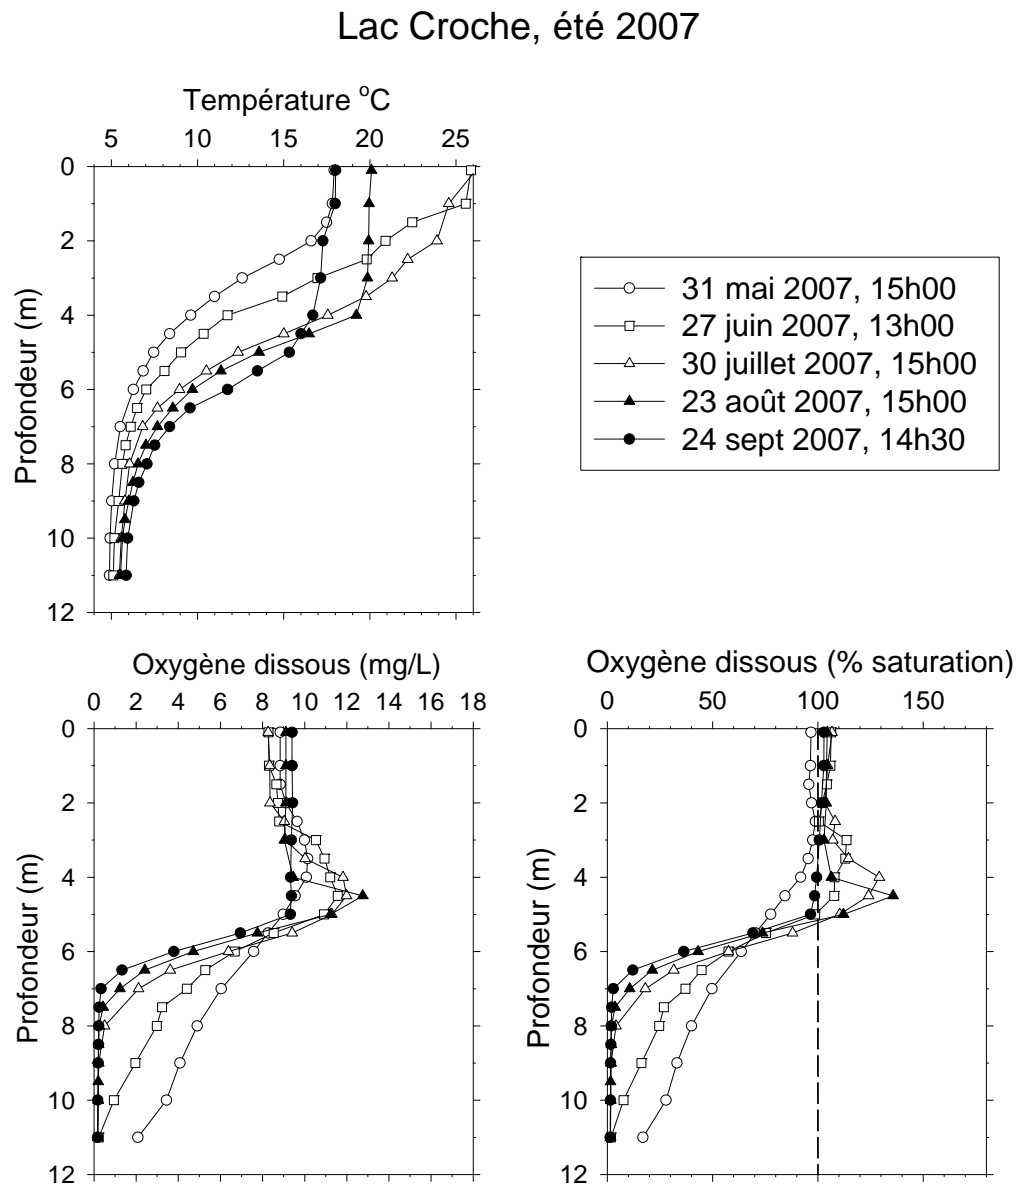 Lac Croche, été 2007
Température °C
5 10 15 20 25
0
2
4
6
8
10
12
Profondeur (m)
31 mai 2007, 15h00
27 juin 2007, 13h00
30 juillet 2007, 15h00
23 août 2007, 15h00
24 sept 2007, 14h30
Oxygène dissous (mg/L)
0 2 4 6 8 10 12 14 16 18
0
2
4
6
8
10
12
Profondeur (m)
Oxygène dissous (% saturation)
0 50 100 150
0
2
4
6
8
10
12
Profondeur (m)